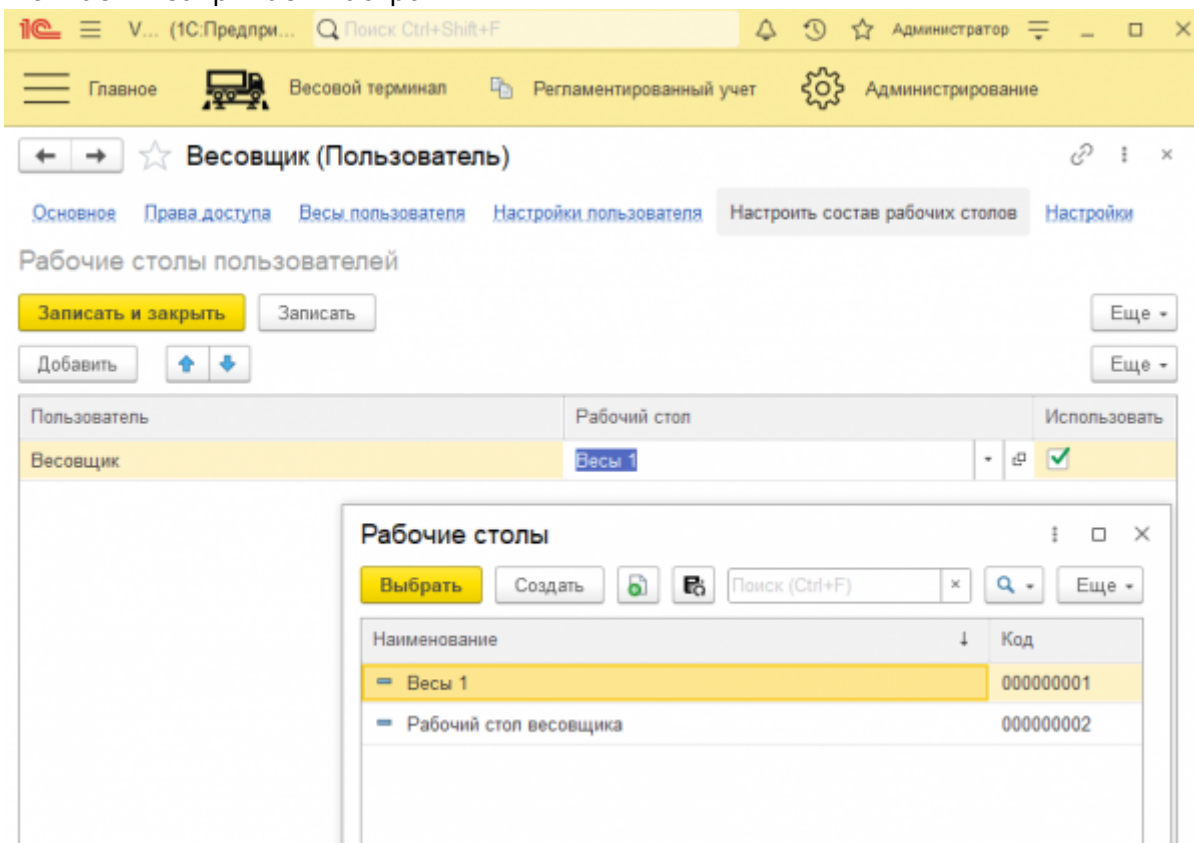 1С V... (1С:Предпри... Поиск Ctrl+Shift+F Администратор
Главное Весовой терминал Регламентированный учет Администрирование
Весовщик (Пользователь)
Основное Права доступа Весы пользователя Настройки пользователя Настроить состав рабочих столов Настройки
Рабочие столы пользователей
Записать и закрыть Записать Еще
Добавить Еще
Пользователь Рабочий стол Использовать
Весовщик Весы 1
Рабочие столы
Выбрать Создать Поиск (Ctrl+F) Еще
Наименование Код
Весы 1 000000001
Рабочий стол весовщика 000000002